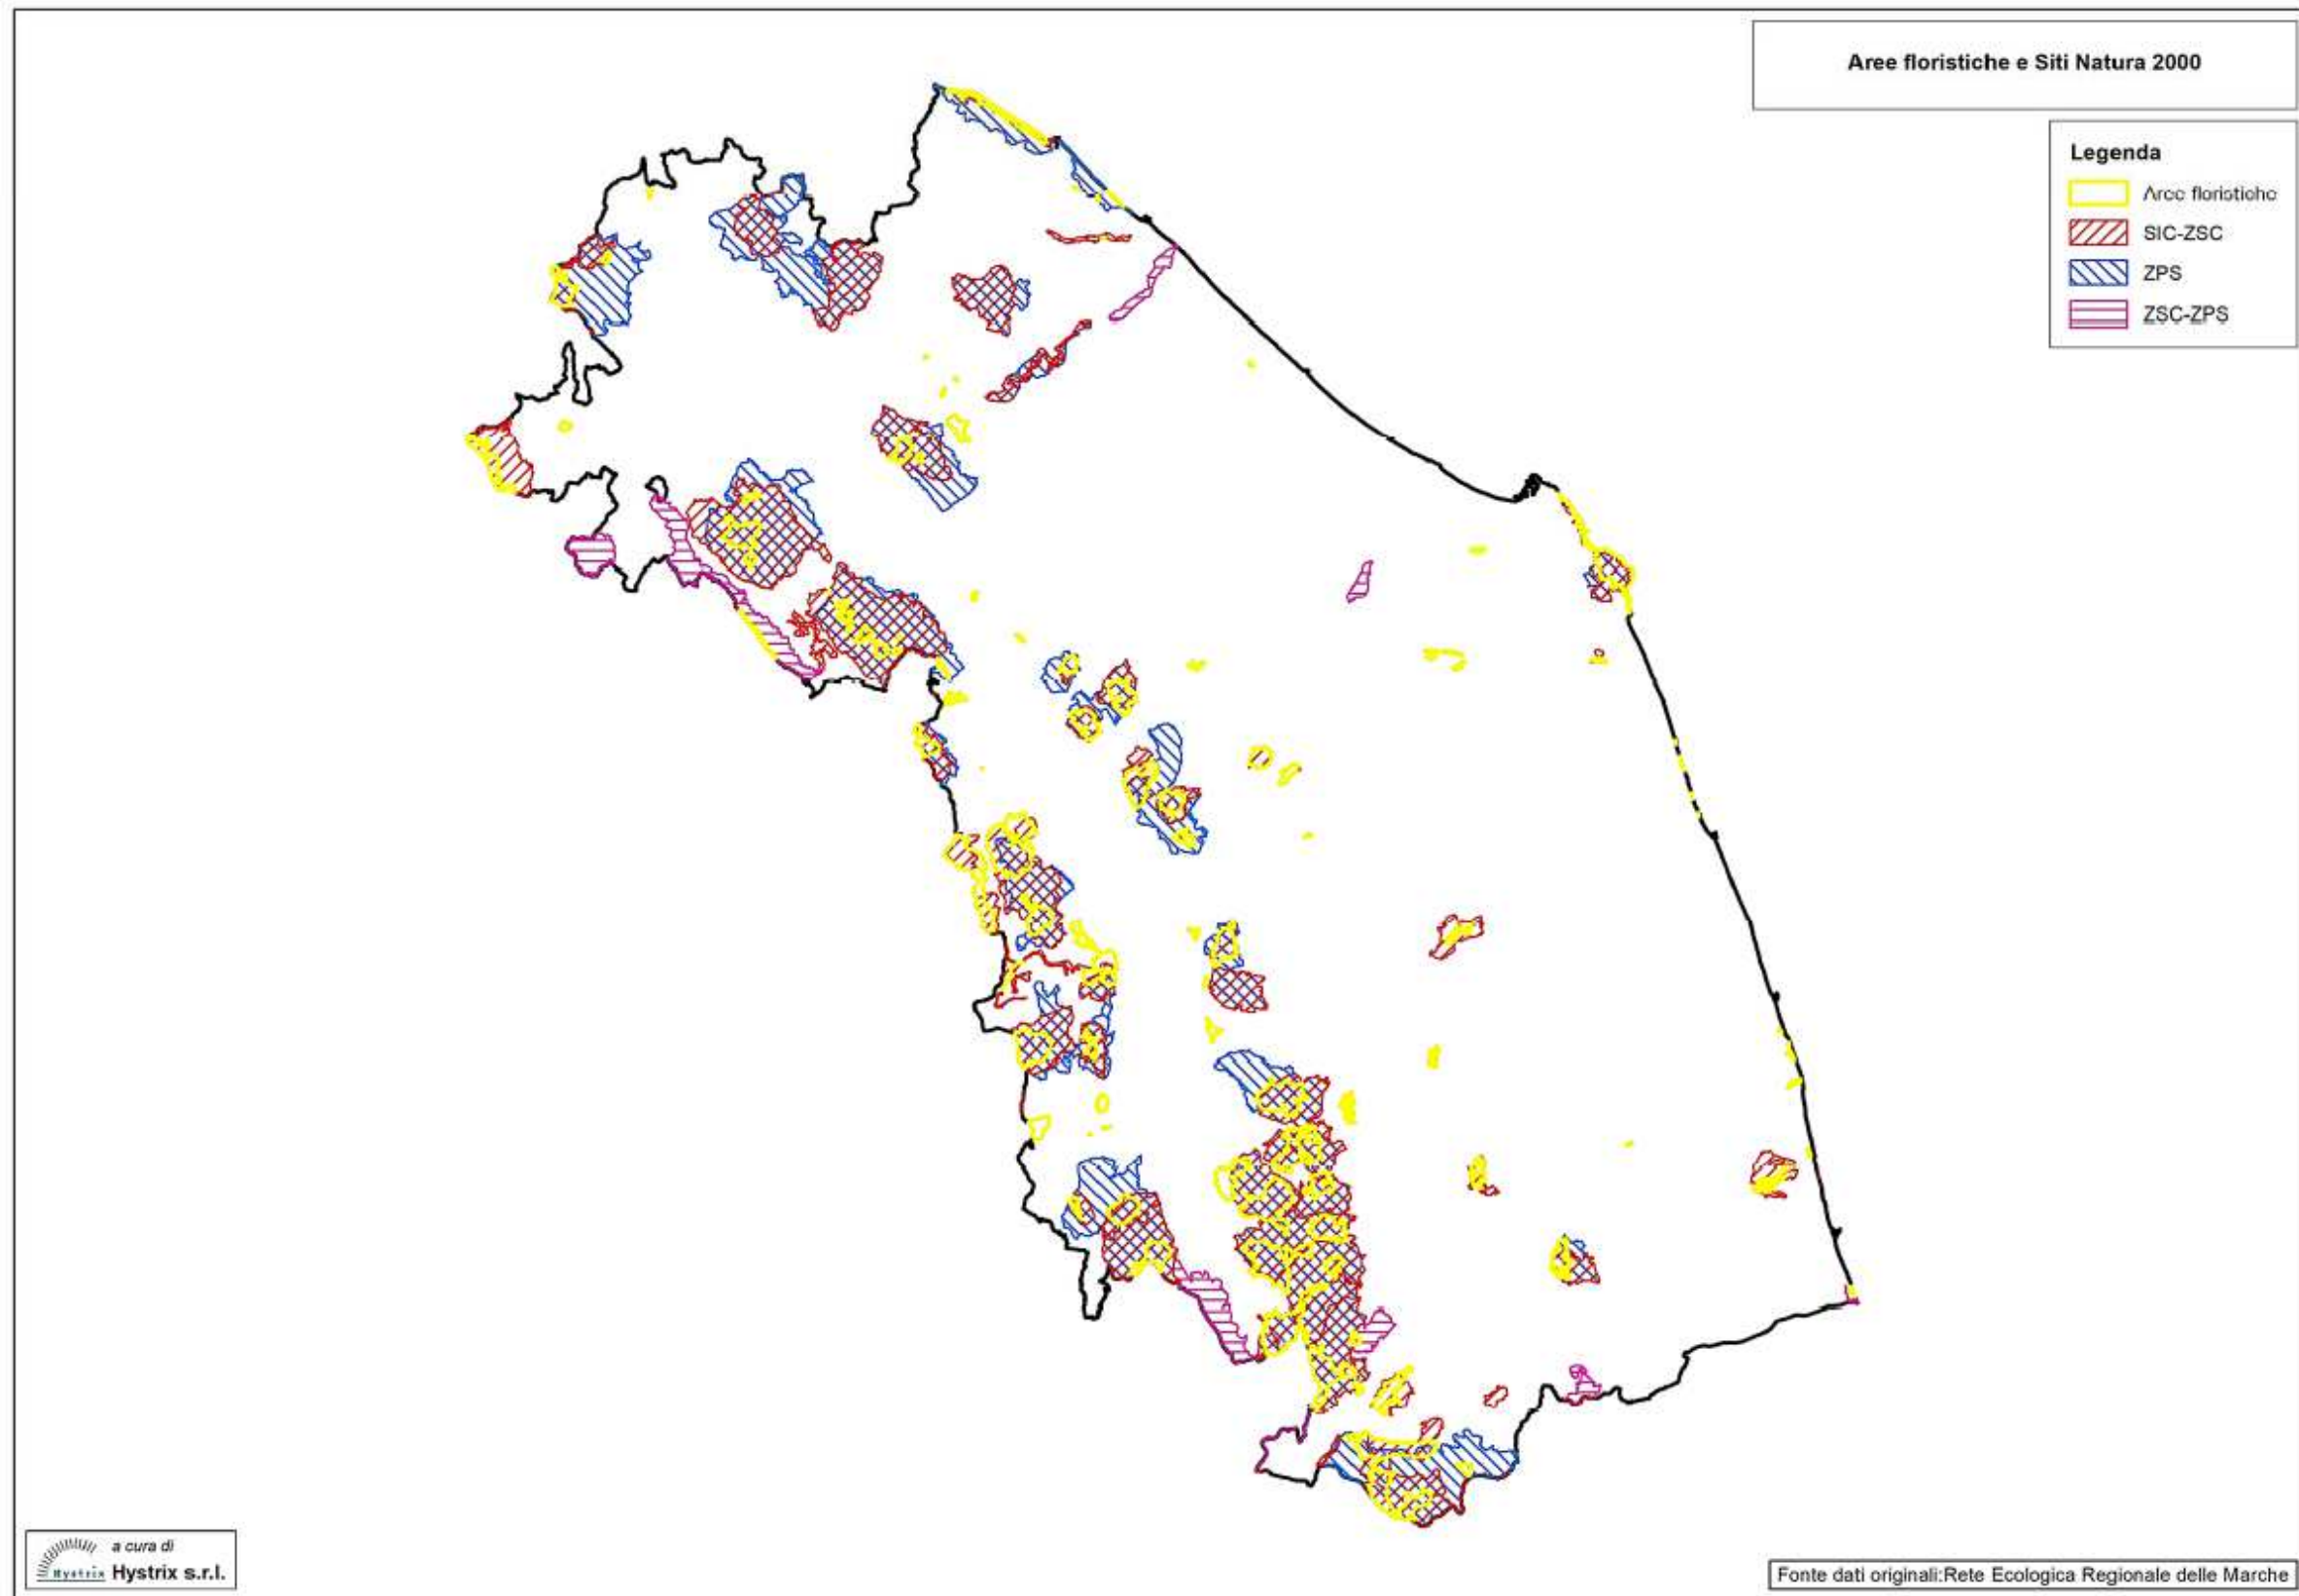 Aree floristiche e Siti Natura 2000
Legenda
Aree floristiche
SIC-ZSC
ZPS
ZSC-ZPS
a cura di
Hystrix Hystrix s.r.l.
Fonte dati originali:Rete Ecologica Regionale delle Marche